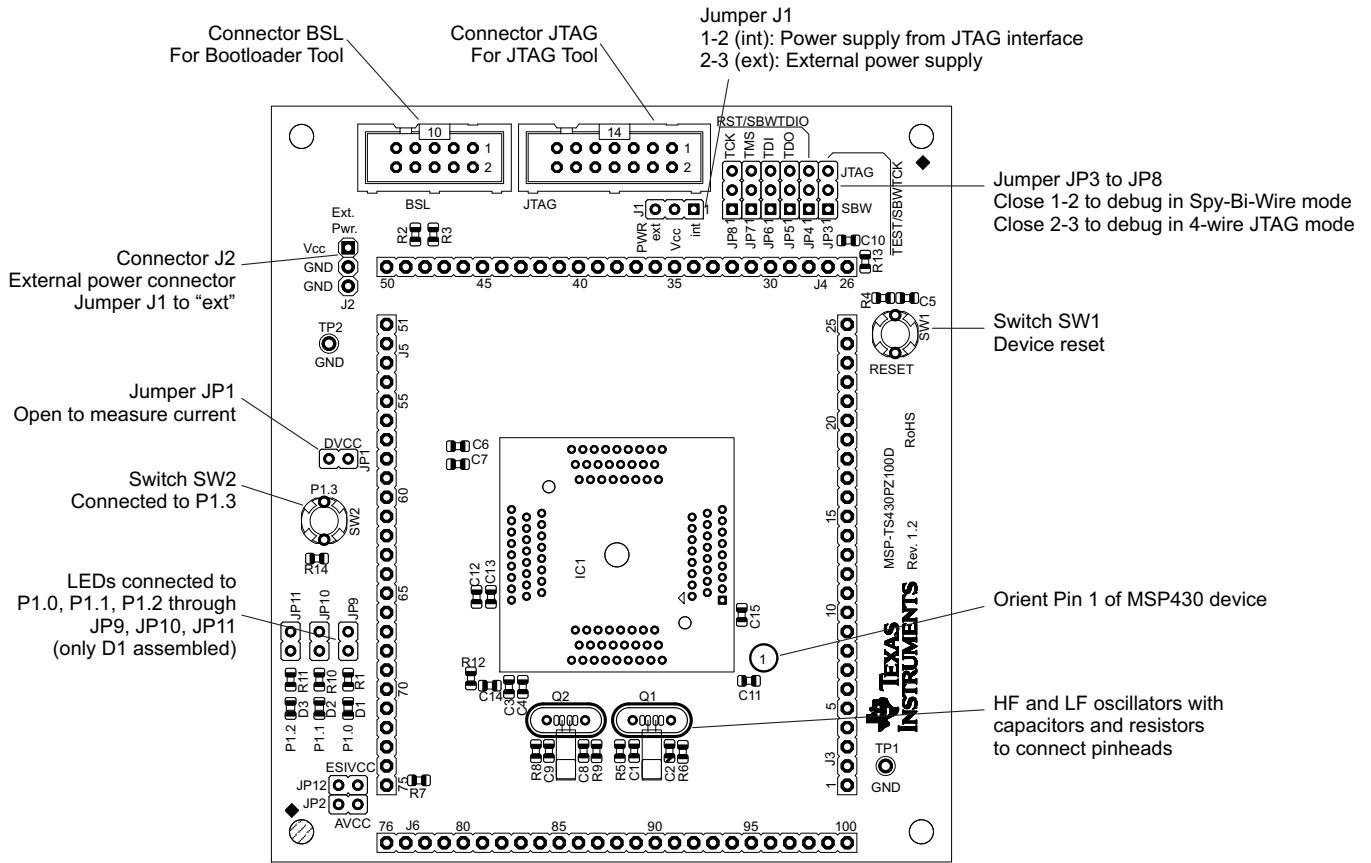 Connector BSL
For Bootloader Tool
Connector JTAG
For JTAG Tool
Jumper J1
1-2 (int): Power supply from JTAG interface
2-3 (ext): External power supply
10
1
2
BSL
14
1
2
JTAG
RST/SBWTDIO
TCK
TMS
TDI
TDO
JTAG
SBW
TEST/SBWTCK
JP8
1
JP7
1
JP6
1
JP5
1
JP4
1
JP3
1
Jumper JP3 to JP8
Close 1-2 to debug in Spy-Bi-Wire mode
Close 2-3 to debug in 4-wire JTAG mode
J1
1
PWR
ext
Vcc
int
Ext.
Pwr.
Vcc
GND
GND
J2
R2
R3
C10
R13
Connector J2
External power connector
Jumper J1 to “ext”
50
45
40
35
30
J4
26
R4
C5
SW1
RESET
Switch SW1
Device reset
TP2
GND
51
J5
55
60
65
70
75
25
20
15
10
5
J3
1
Jumper JP1
Open to measure current
DVCC
JP1
C6
C7
Switch SW2
Connected to P1.3
P1.3
SW2
R14
IC1
C12
C13
C15
MSP-TS430PZ100D
Rev. 1.2
RoHS
TEXAS
INSTRUMENTS
LEDs connected to
P1.0, P1.1, P1.2 through
JP9, JP10, JP11
(only D1 assembled)
JP11
JP10
JP9
R11
R10
R1
D3
D2
D1
P1.2
P1.1
P1.0
Orient Pin 1 of MSP430 device
1
C11
R12
C14
C3
C4
Q2
Q1
R8
C9
C8
R9
R5
C1
C2
R6
HF and LF oscillators with
capacitors and resistors
to connect pinheads
TP1
GND
ESIVCC
JP12
JP2
AVCC
R7
76
J6
80
85
90
95
100